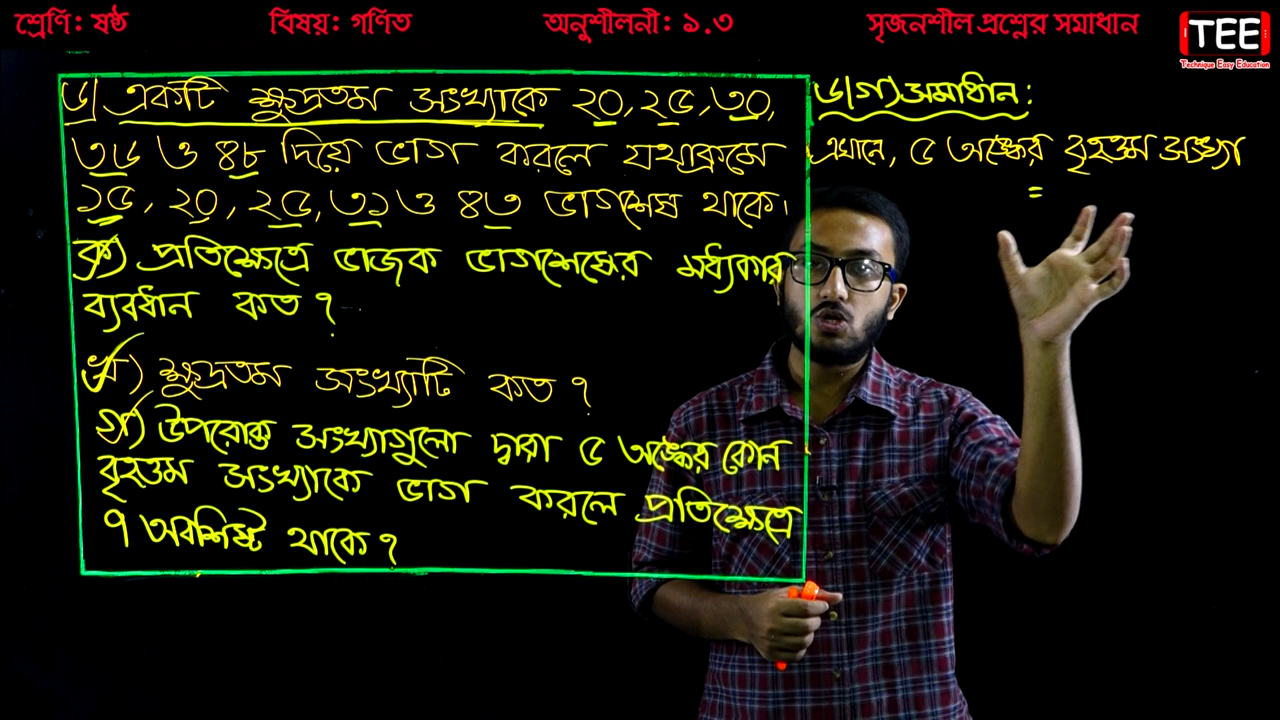 শ্রেণি: ষষ্ঠ
বিষয়: গণিত
অনুশীলনী: ১.৩
সৃজনশীল প্রশ্নের সমাধান
TEE
Technique Easy Education
৬) একটি ক্ষুদ্রতম সংখ্যাকে ২০, ২৫, ৩০,
৩৬ ও ৪৮ দিয়ে ভাগ করলে যথাক্রমে
১৫, ২০, ২৫, ৩১ ও ৪৩ ভাগশেষ থাকে।
ক) প্রতিক্ষেত্রে ভাজক ভাগশেষের মধ্যকার
ব্যবধান কত ?
খ) ক্ষুদ্রতম সংখ্যাটি কত ?
গ) উপরোক্ত সংখ্যাগুলো দ্বারা ৫ অঙ্কের কোন
বৃহত্তম সংখ্যাকে ভাগ করলে প্রতিক্ষেত্রে
৭ অবশিষ্ট থাকে ?
৬(গ) সমাধান:
এখানে, ৫ অঙ্কের বৃহত্তম সংখ্যা
=